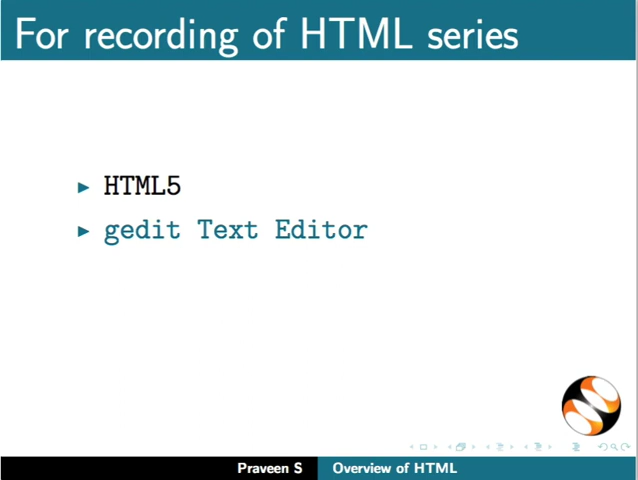 For recording of HTML series
HTML5
gedit Text Editor
Praveen S Overview of HTML